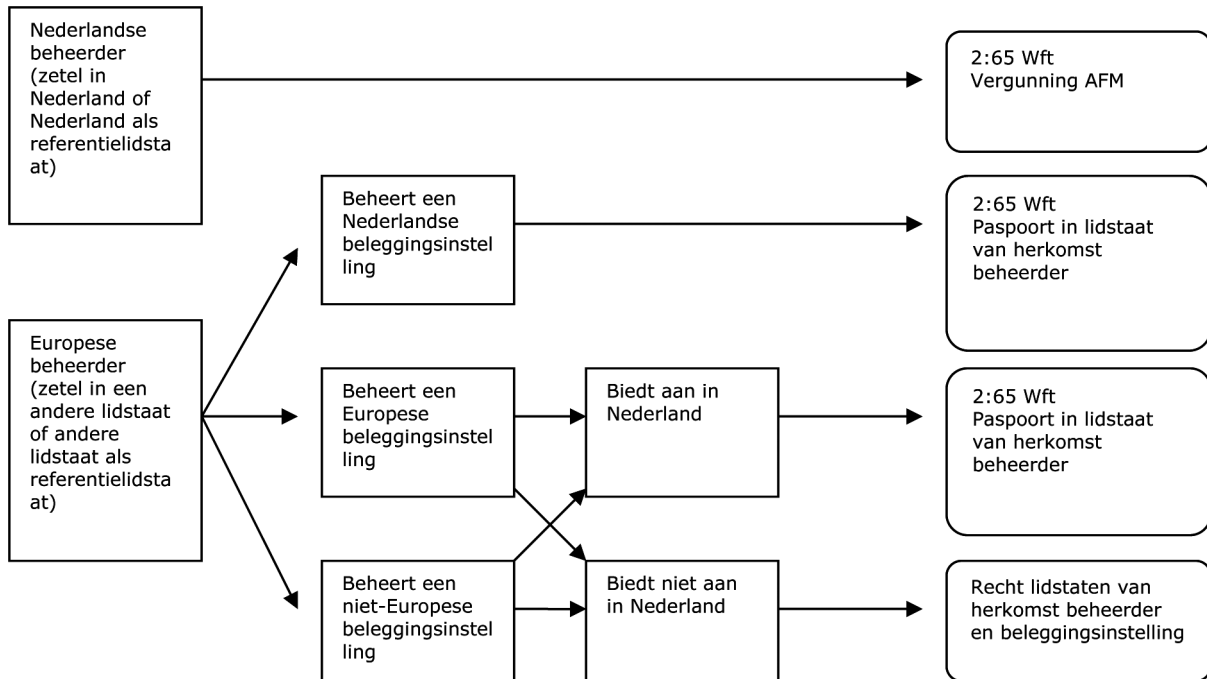 Nederlandse
beheerder
(zetel in
Nederland of
Nederland als
referentielidsta
at)
2:65 Wft
Vergunning AFM
Beheert een
Nederlandse
beleggingsinstel
ling
2:65 Wft
Paspoort in lidstaat
van herkomst
beheerder
Europese
beheerder
(zetel in een
andere lidstaat
of andere
lidstaat als
referentielidsta
at)
Beheert een
Europese
beleggingsinstel
ling
Biedt aan in
Nederland
2:65 Wft
Paspoort in lidstaat
van herkomst
beheerder
Beheert een
niet-Europese
beleggingsinstel
ling
Biedt niet aan
in Nederland
Recht lidstaten van
herkomst beheerder
en beleggingsinstelling